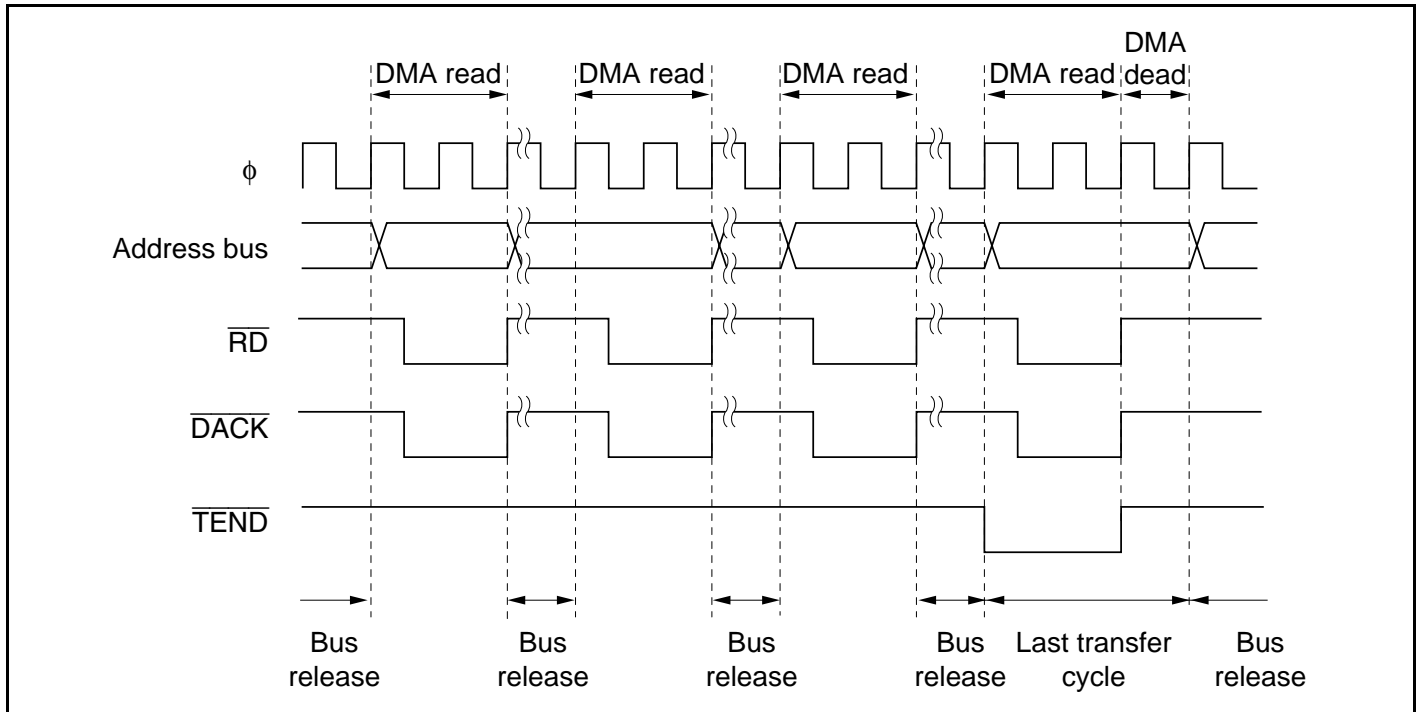 DMA read
DMA read
DMA read
DMA read
DMA
dead
φ
Address bus
RD
DACK
TEND
Bus
release
Bus
release
Bus
release
Bus
release
Last transfer
cycle
Bus
release